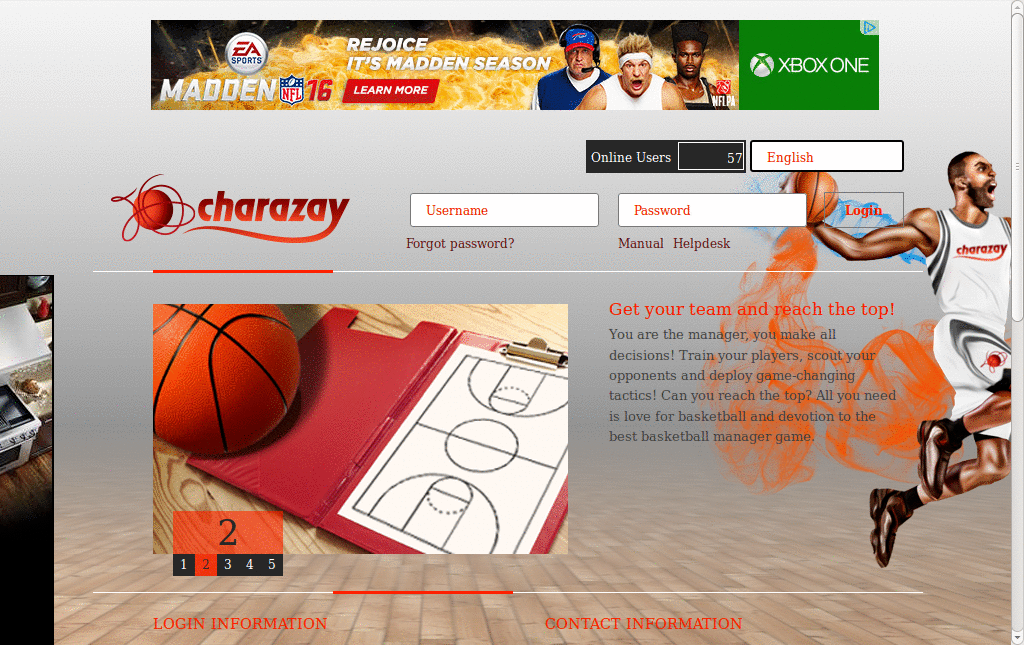 EA
SPORTS
MADDEN NFL 16
REJOICE
IT'S MADDEN SEASON
LEARN MORE
NFLPA
XBOX ONE
Online Users 57
English
charazay
Username
Password
Login
Forgot password?
Manual Helpdesk
charazay
Get your team and reach the top!
You are the manager, you make all
decisions! Train your players, scout your
opponents and deploy game-changing
tactics! Can you reach the top? All you need
is love for basketball and devotion to the
best basketball manager game.
2
1 2 3 4 5
LOGIN INFORMATION
CONTACT INFORMATION